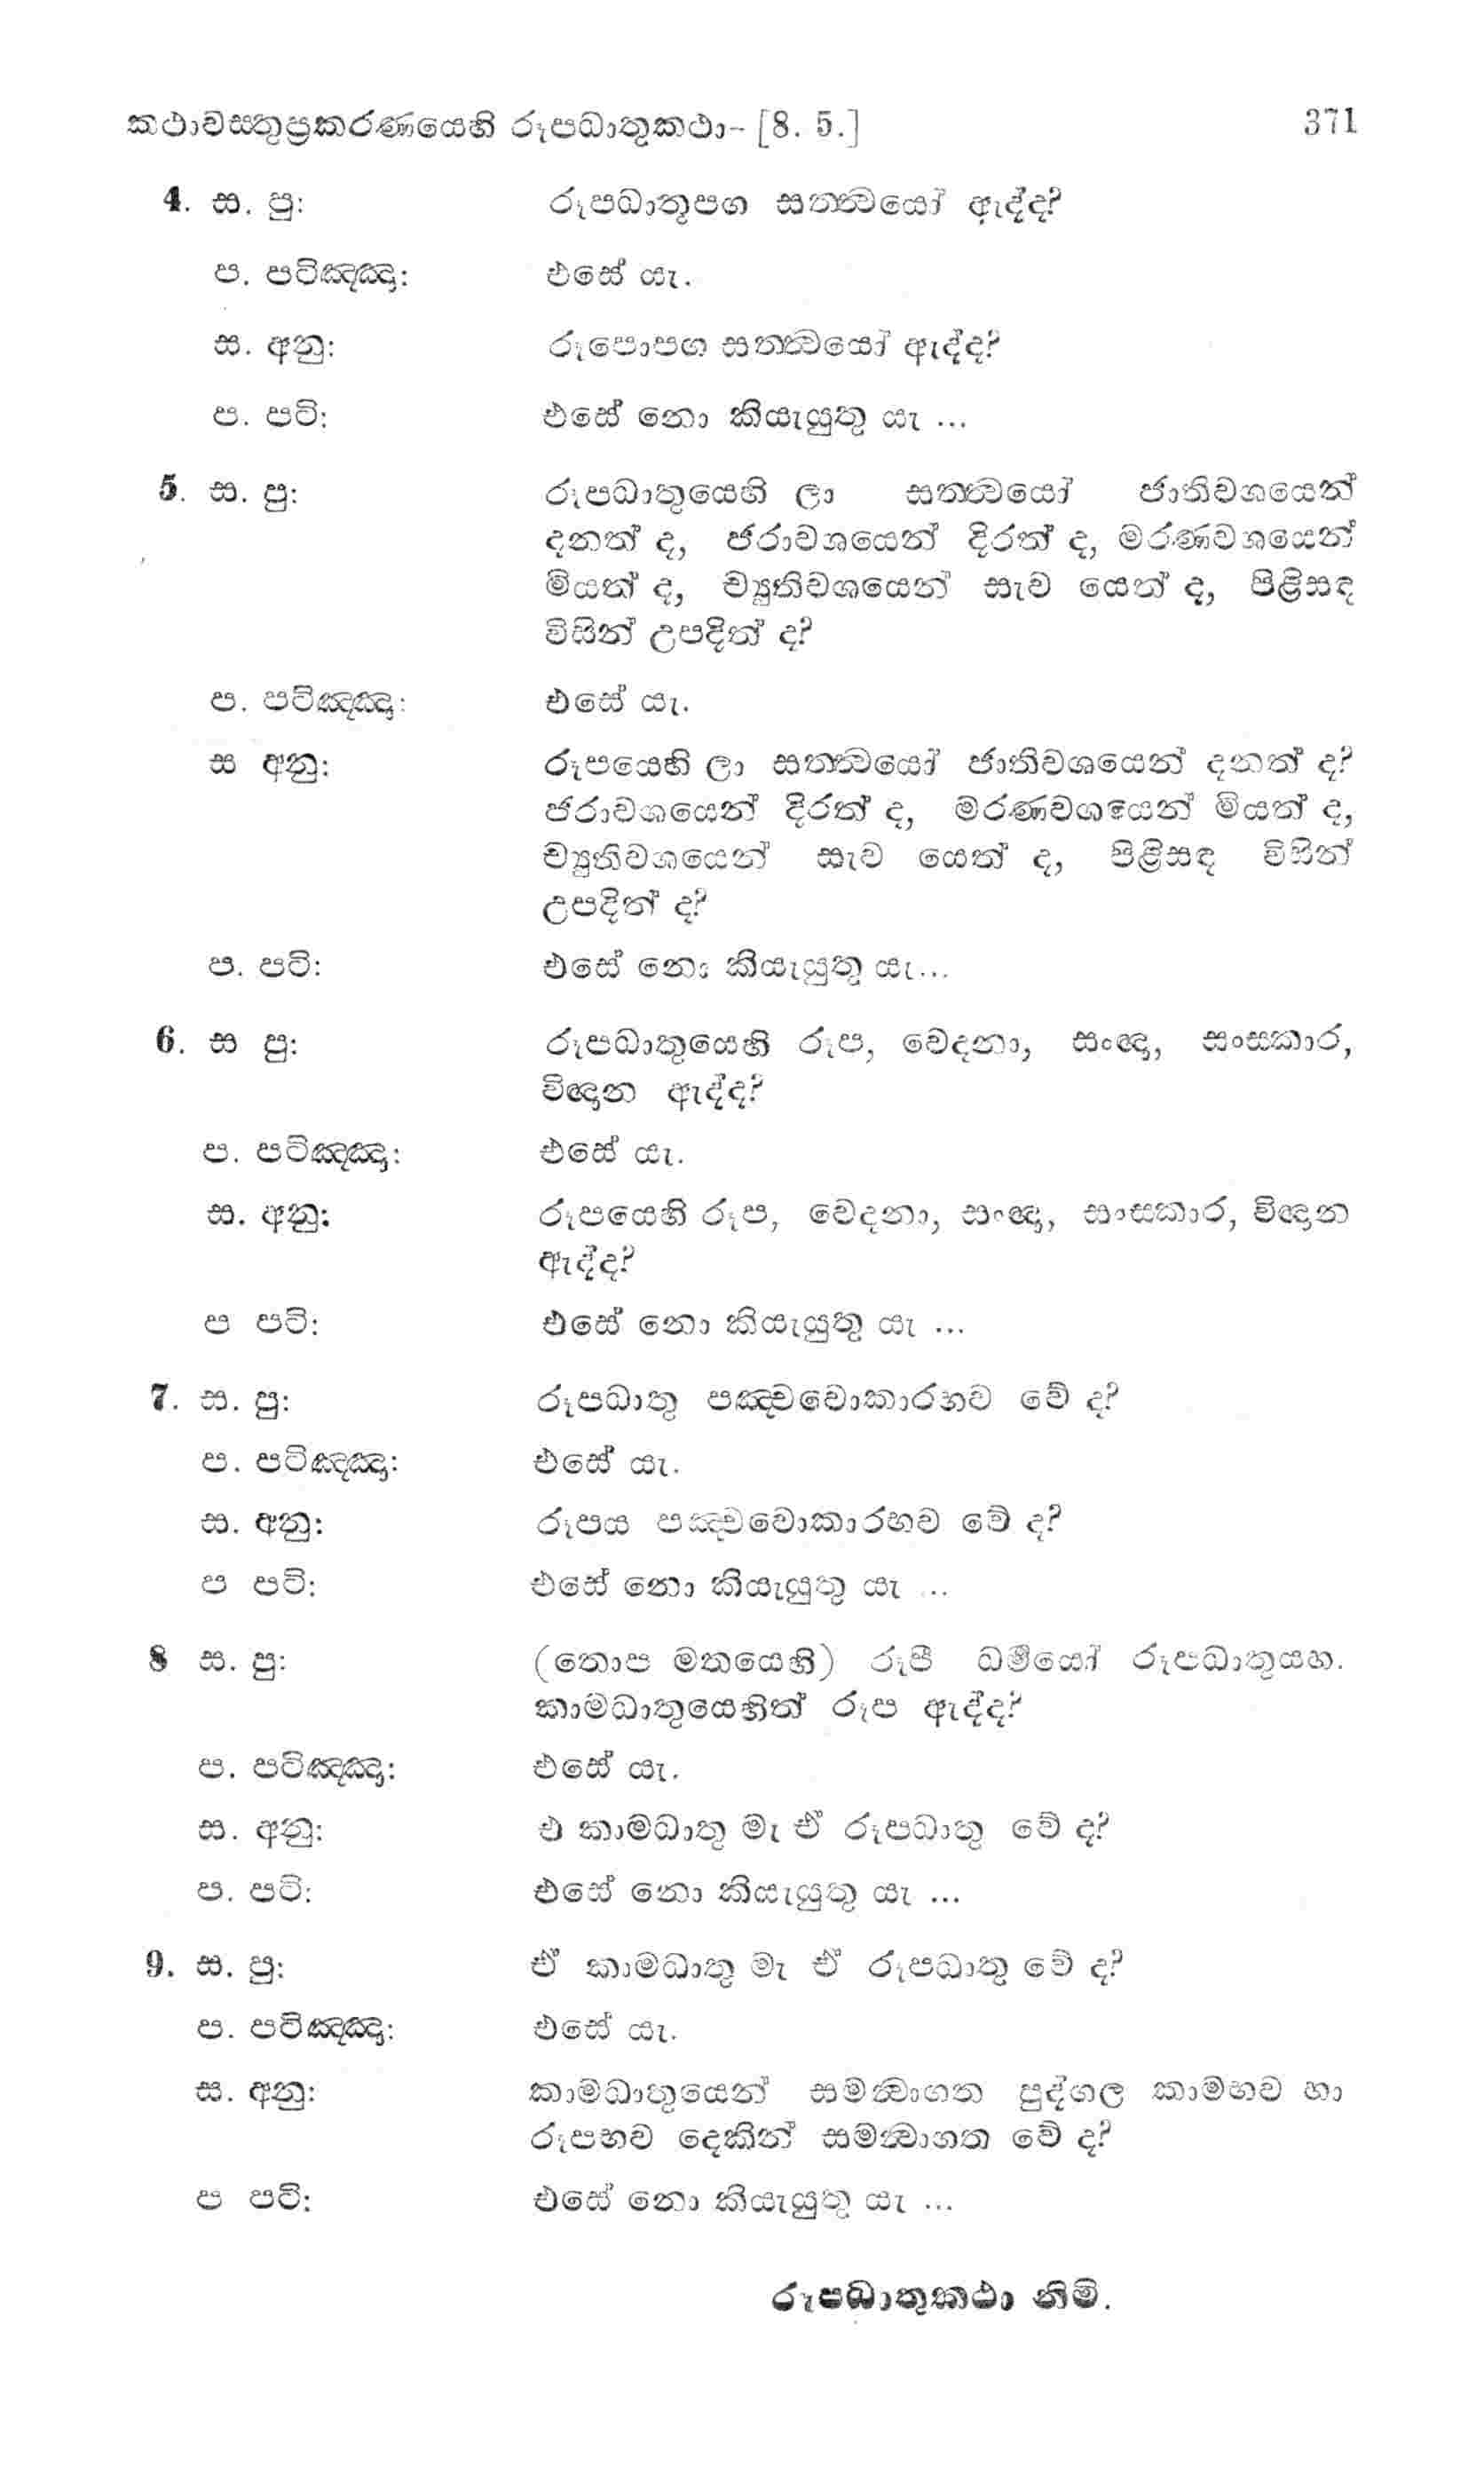 කථාවස්තුප්‍රකරණයෙහි රූපධාතුකථා- [8. 5.] 371
4. ස. පු: රූපධාතූපග සත්ත්‍වයෝ ඇද්ද?
ප. පටිඤ්ඤා: එසේ යැ.
ස. අනු: රූපොපග සත්ත්‍වයෝ ඇද්ද?
ප. පටි: එසේ නො කියැයුතු යැ ...
5. ස. පු: රූපධාතුයෙහි ලා සත්ත්‍වයෝ ජාතිවශයෙන්
දනත් ද, ජරාවශයෙන් දිරත් ද, මරණවශයෙන්
මියත් ද, ච්‍යුතිවශයෙන් සැව යෙත් ද, පිළිසඳ
විසින් උපදිත් ද?
ප. පටිඤ්ඤා: එසේ යැ.
ස අනු: රූපයෙහි ලා සත්ත්‍වයෝ ජාතිවශයෙන් දනත් ද?
ජරාවශයෙන් දිරත් ද, මරණවශයෙන් මියත් ද,
ච්‍යුතිවශයෙන් සැව යෙත් ද, පිළිසඳ විසින්
උපදිත් ද?
ප. පටි: එසේ නො කියැයුතු යැ...
6. ස පු: රූපධාතුයෙහි රූප, වෙදනා, සංඥා, සංස්කාර,
විඥාන ඇද්ද?
ප. පටිඤ්ඤා: එසේ යැ.
ස. අනු: රූපයෙහි රූප, වෙදනා, සංඥා, සංස්කාර, විඥාන
ඇද්ද?
ප පටි: එසේ නො කියැයුතු යැ ...
7. ස. පු: රූපධාතු පඤ්චවොකාරභව වේ ද?
ප. පටිඤ්ඤා: එසේ යැ.
ස. අනු: රූපය පඤ්චවොකාරභව වේ ද?
ප පටි: එසේ නො කියැයුතු යැ ...
8 ස. පු: (තොප මතයෙහි) රූපී ධර්‍මයෝ රූපධාතුයහ.
කාමධාතුයෙහිත් රූප ඇද්ද?
ප. පටිඤ්ඤා: එසේ යැ.
ස. අනු: එ කාමධාතු මැ ඒ රූපධාතු වේ ද?
ප. පටි: එසේ නො කියැයුතු යැ ...
9. ස. පු: ඒ කාමධාතු මැ ඒ රූපධාතු වේ ද?
ප. පටිඤ්ඤා: එසේ යැ.
ස. අනු: කාමධාතුයෙන් සමන්‍වාගත පුද්ගල කාමභව හා
රූපභව දෙකින් සමන්‍වාගත වේ ද?
ප පටි: එසේ නො කියැයුතු යැ ...
රූපධාතුකථා නිමි.